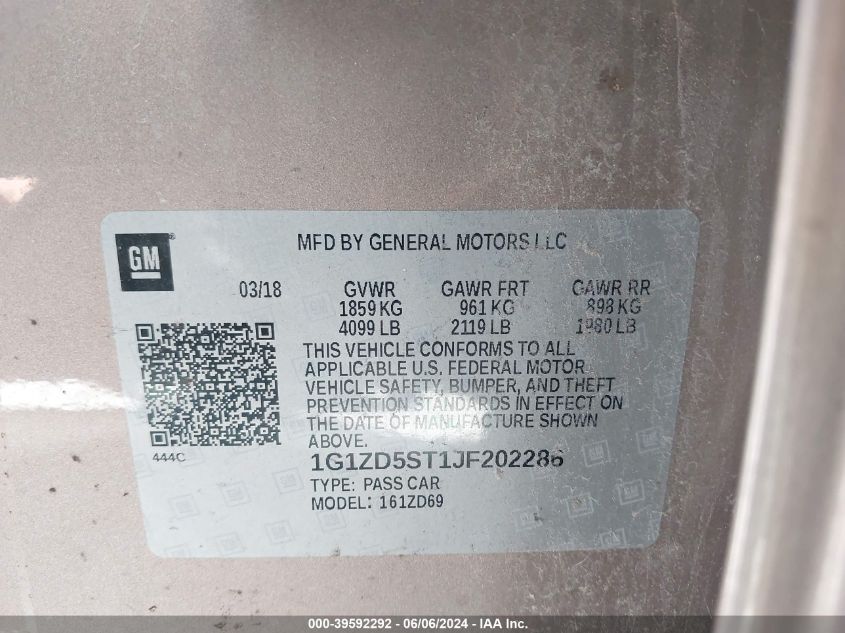 GM
MFD BY GENERAL MOTORS LLC
03/18 GVWR GAWR FRT GAWR RR
1859 KG 961 KG 898 KG
4099 LB 2119 LB 1980 LB
THIS VEHICLE CONFORMS TO ALL
APPLICABLE U.S. FEDERAL MOTOR
VEHICLE SAFETY, BUMPER, AND THEFT
PREVENTION STANDARDS IN EFFECT ON
THE DATE OF MANUFACTURE SHOWN
ABOVE.
444C
1G1ZD5ST1JF202286
TYPE: PASS CAR
MODEL: 161ZD69
000-39592292 - 06/06/2024 - IAA Inc.